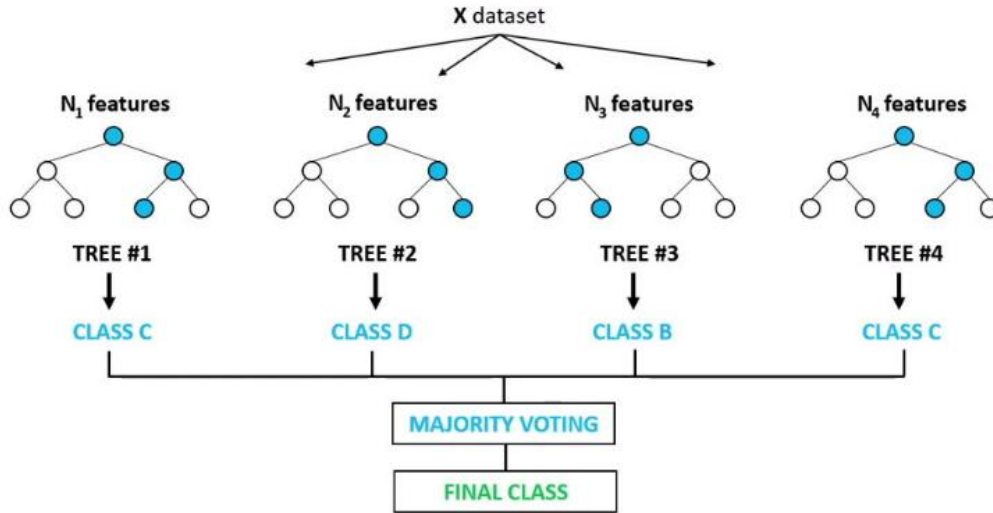 X dataset
N₁ features
N₂ features
N₃ features
N₄ features
TREE #1
TREE #2
TREE #3
TREE #4
CLASS C
CLASS D
CLASS B
CLASS C
MAJORITY VOTING
FINAL CLASS